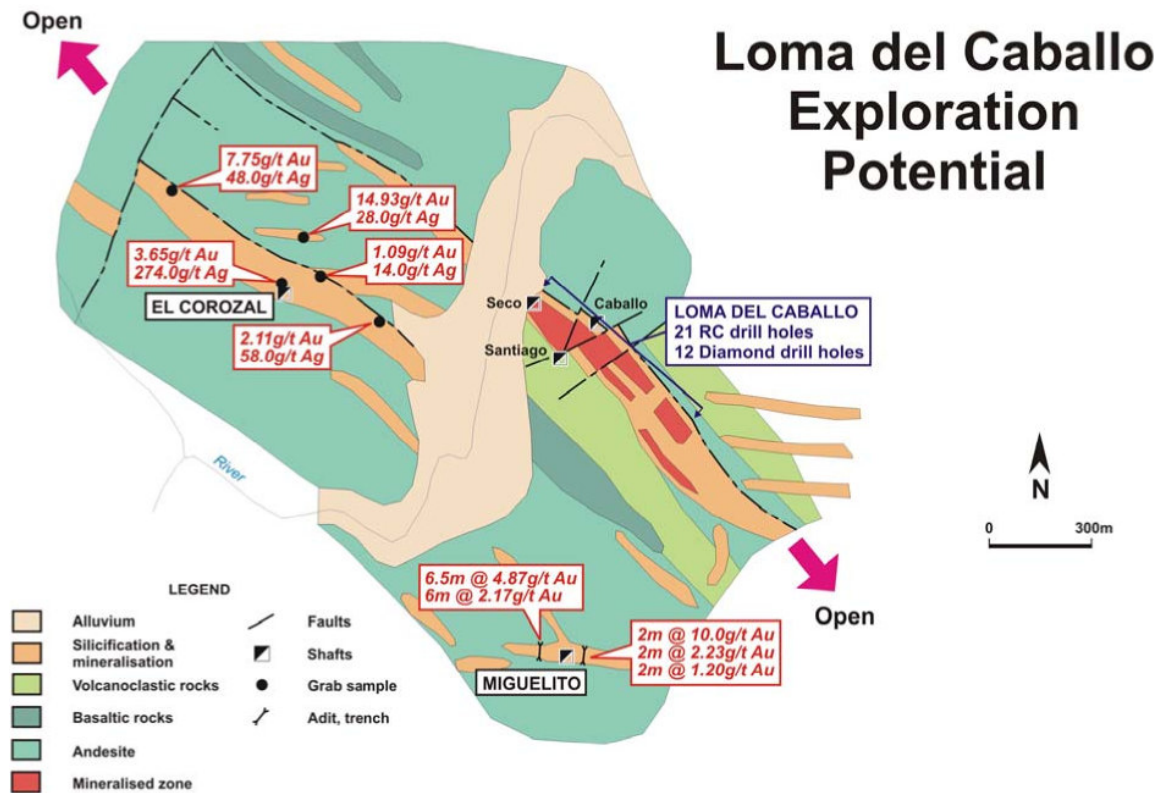 Open
Loma del Caballo
Exploration
Potential
7.75g/t Au
48.0g/t Ag
14.93g/t Au
28.0g/t Ag
3.65g/t Au
274.0g/t Ag
1.09g/t Au
14.0g/t Ag
EL COROZAL
2.11g/t Au
58.0g/t Ag
Seco
Caballo
Santiago
LOMA DEL CABALLO
21 RC drill holes
12 Diamond drill holes
River
N
0 300m
Open
6.5m @ 4.87g/t Au
6m @ 2.17g/t Au
2m @ 10.0g/t Au
2m @ 2.23g/t Au
2m @ 1.20g/t Au
MIGUELITO
LEGEND
Alluvium
Silicification &
mineralisation
Volcanoclastic rocks
Basaltic rocks
Andesite
Mineralised zone
Faults
Shafts
Grab sample
Adit, trench